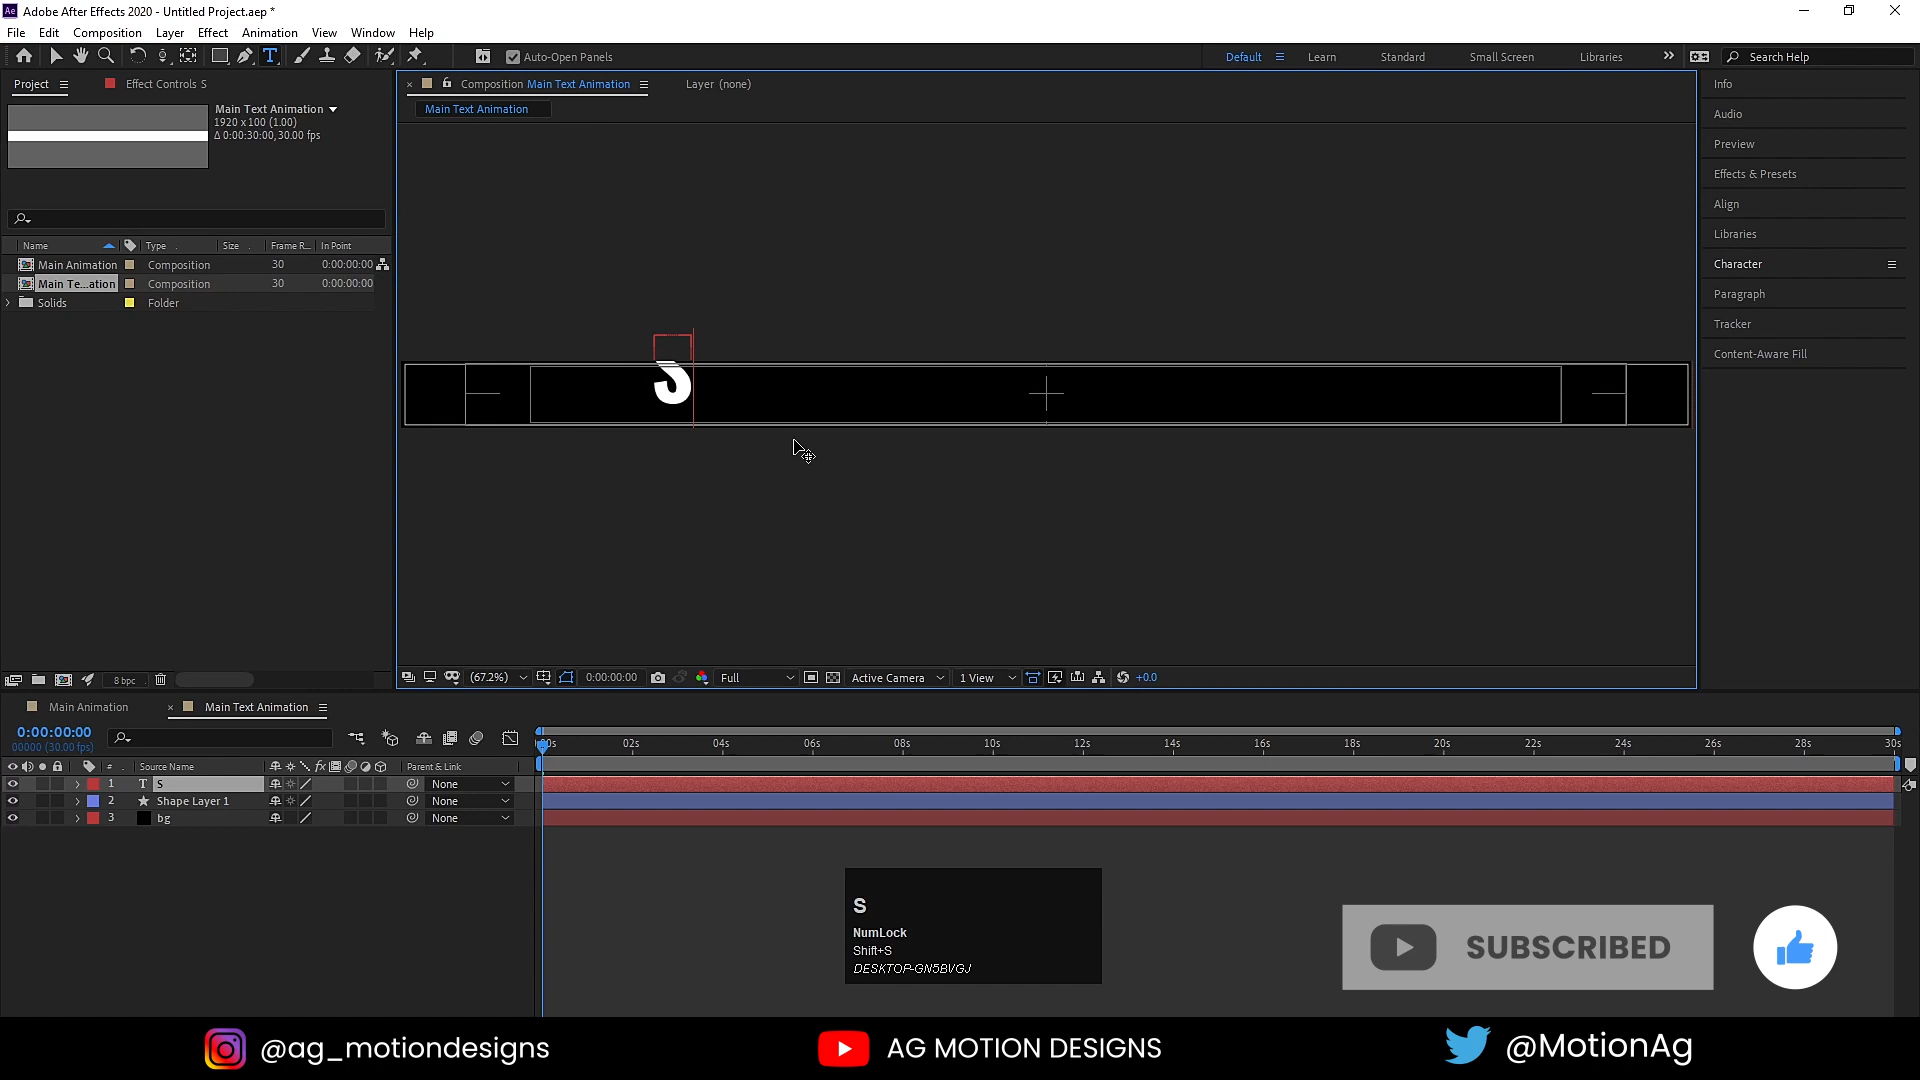 Ae Adobe After Effects 2020 - Untitled Project.aep *
File Edit Composition Layer Effect Animation View Window Help
Auto-Open Panels
Default Learn Standard Small Screen Libraries Search Help
Project Effect Controls S
Main Text Animation
1920 x 100 (1.00)
Δ 0:00:30:00, 30.00 fps
Name Type Size Frame R... In Point
Main Animation Composition 30 0:00:00:00
Main Te...ation Composition 30 0:00:00:00
Solids Folder
8 bpc
Composition Main Text Animation Layer (none)
Main Text Animation
S
(67.2%) 0:00:00:00 Full Active Camera 1 View +0.0
Info
Audio
Preview
Effects & Presets
Align
Libraries
Character
Paragraph
Tracker
Content-Aware Fill
Main Animation Main Text Animation
0:00:00:00
00000 (30.00 fps)
:00s 02s 04s 06s 08s 10s 12s 14s 16s 18s 20s 22s 24s 26s 28s 30s
# Source Name fx Parent & Link
1 T S None
2 Shape Layer 1 None
3 bg None
S
NumLock
Shift+S
DESKTOP-GN5BVGJ
SUBSCRIBED
@ag_motiondesigns AG MOTION DESIGNS @MotionAg